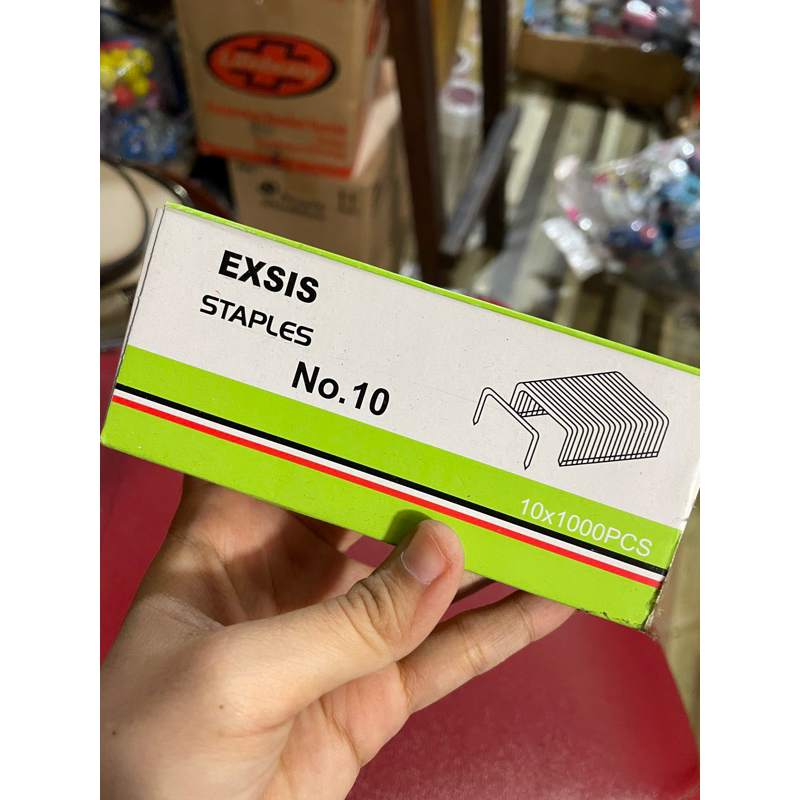 EXSIS
STAPLES
No.10
10x1000PCS